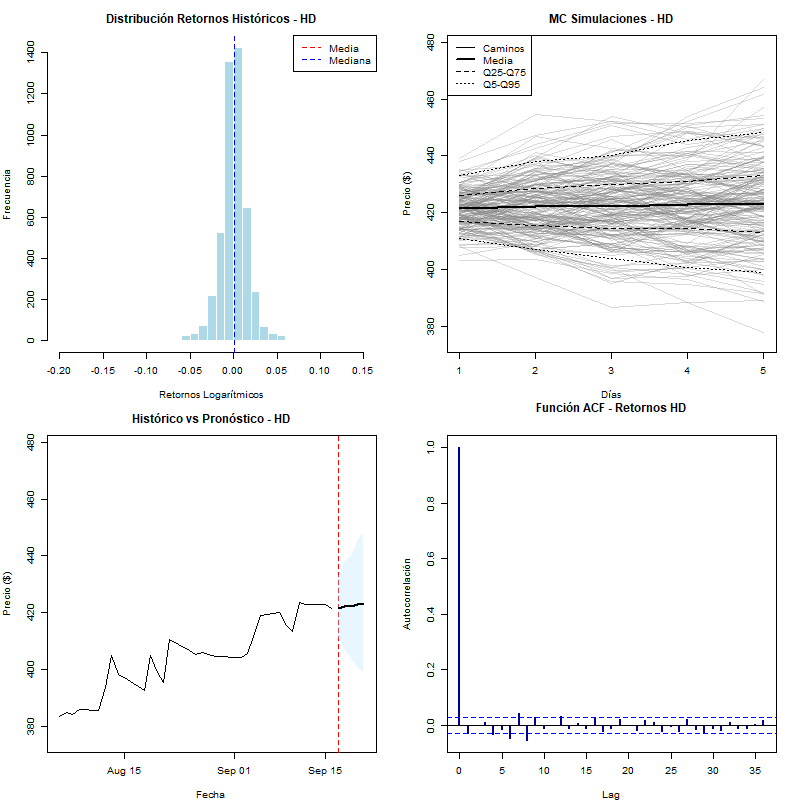 Distribución Retornos Históricos - HD
Media
Mediana
Frecuencia
0
200
400
600
800
1000
1200
1400
-0.20
-0.15
-0.10
-0.05
0.00
0.05
0.10
0.15
Retornos Logarítmicos
MC Simulaciones - HD
Caminos
Media
Q25-Q75
Q5-Q95
Precio ($)
380
400
420
440
460
480
1
2
3
4
5
Días
Histórico vs Pronóstico - HD
Precio ($)
380
400
420
440
460
480
Aug 15
Sep 01
Sep 15
Fecha
Función ACF - Retornos HD
Autocorrelación
0.0
0.2
0.4
0.6
0.8
1.0
0
5
10
15
20
25
30
35
Lag